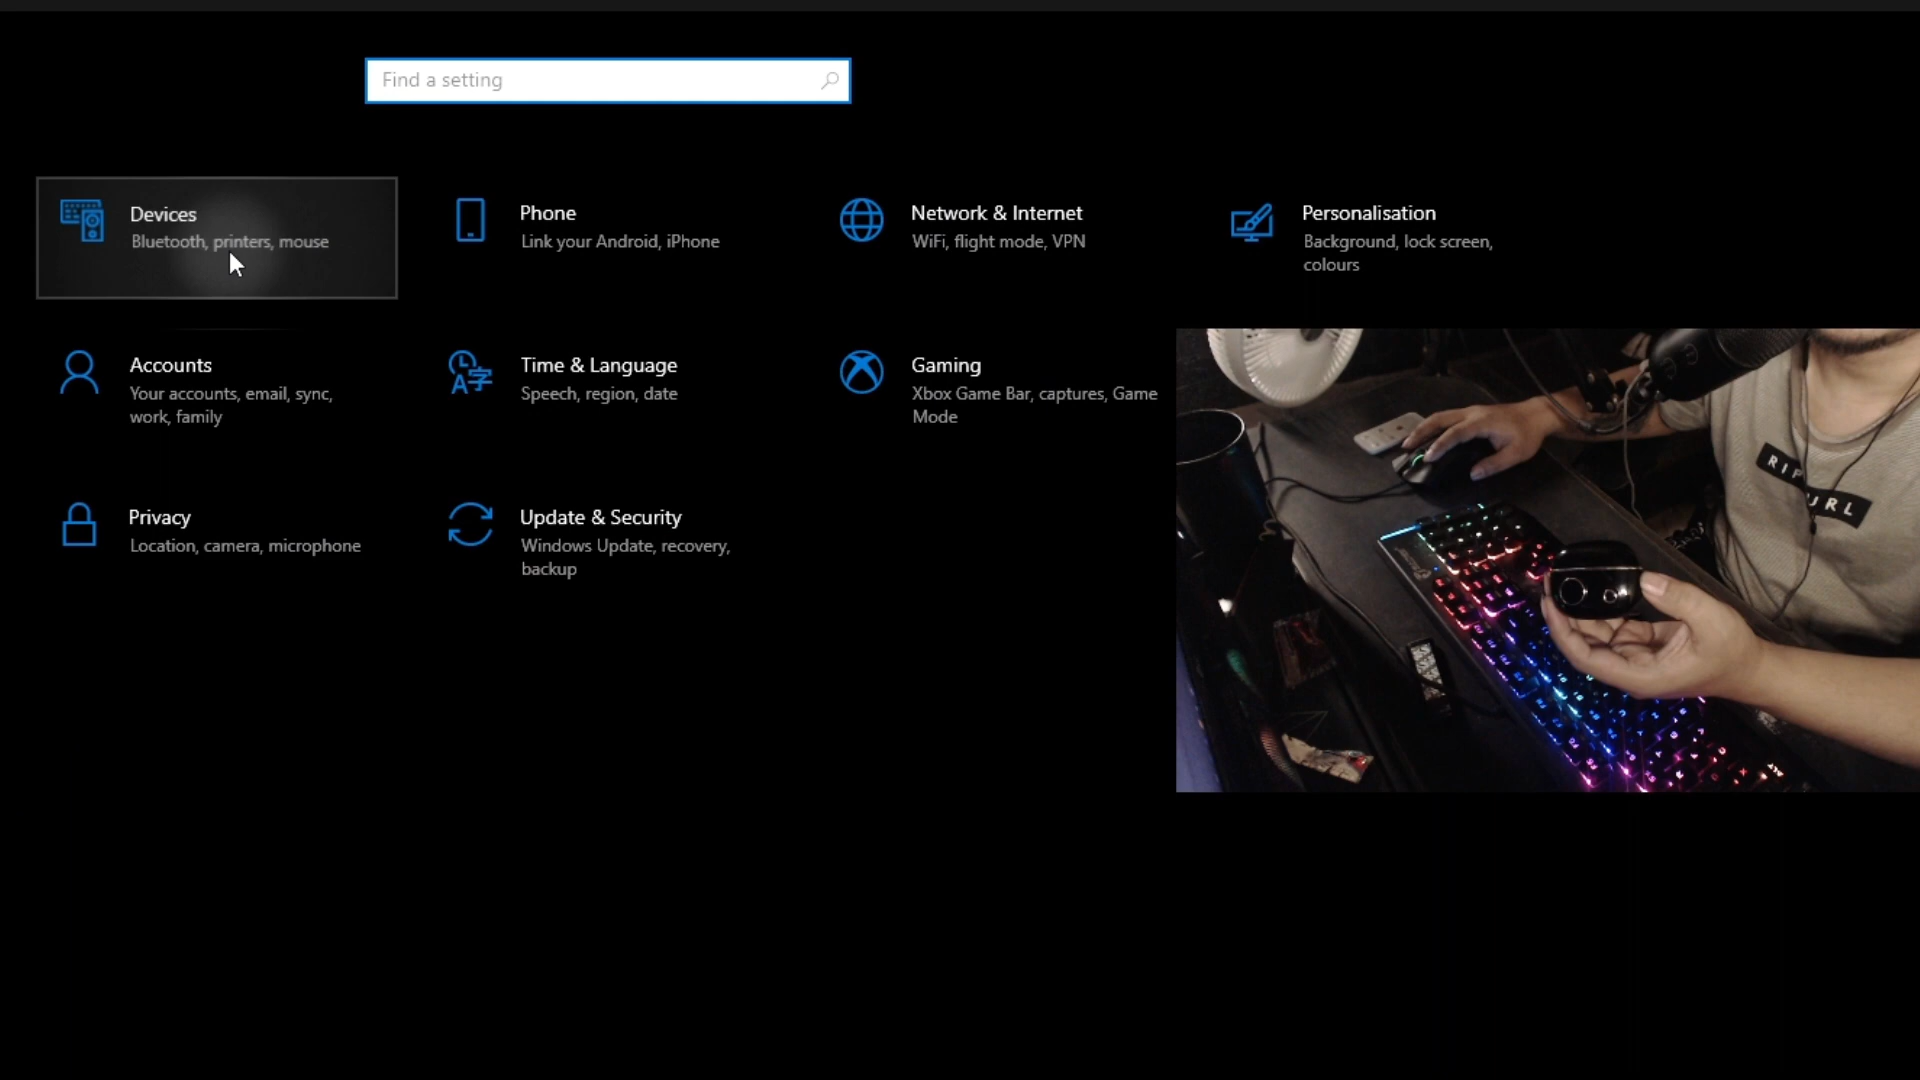 Find a setting
Devices
Bluetooth, printers, mouse
Phone
Link your Android, iPhone
Network & Internet
WiFi, flight mode, VPN
Personalisation
Background, lock screen,
colours
Accounts
Your accounts, email, sync,
work, family
Time & Language
Speech, region, date
Gaming
Xbox Game Bar, captures, Game
Mode
Privacy
Location, camera, microphone
Update & Security
Windows Update, recovery,
backup